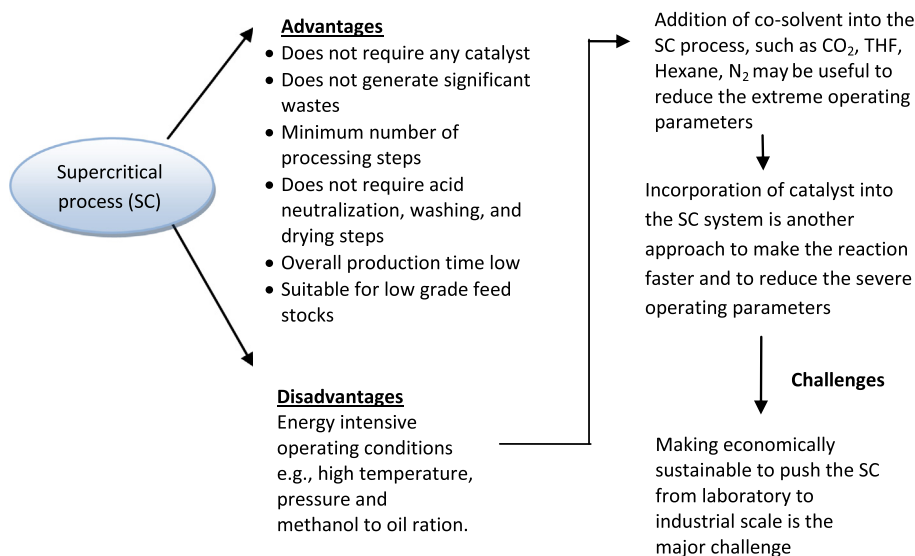 Supercritical
process (SC)
Advantages
• Does not require any catalyst
• Does not generate significant
wastes
• Minimum number of
processing steps
• Does not require acid
neutralization, washing, and
drying steps
• Overall production time low
• Suitable for low grade feed
stocks
Disadvantages
Energy intensive
operating conditions
e.g., high temperature,
pressure and
methanol to oil ration.
Addition of co-solvent into the
SC process, such as CO₂, THF,
Hexane, N₂ may be useful to
reduce the extreme operating
parameters
Incorporation of catalyst into
the SC system is another
approach to make the reaction
faster and to reduce the severe
operating parameters
Challenges
Making economically
sustainable to push the SC
from laboratory to
industrial scale is the
major challenge